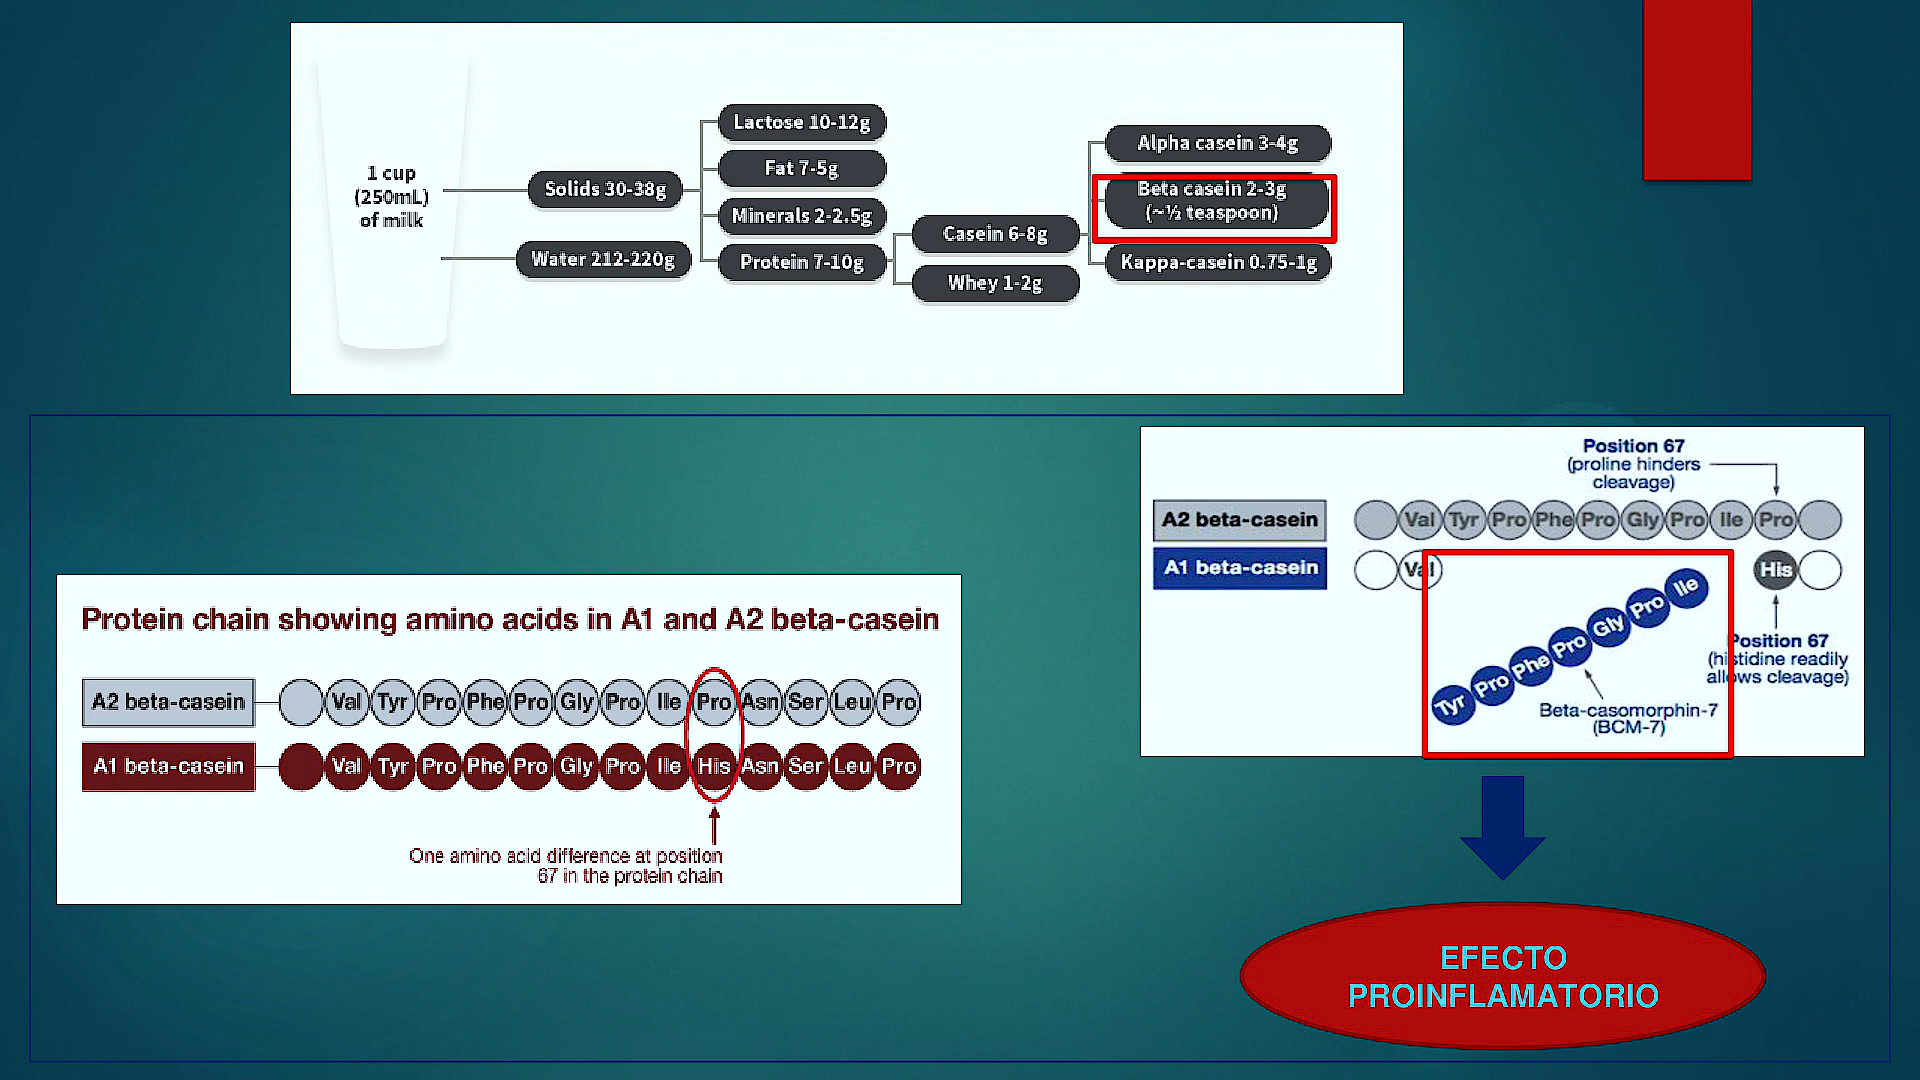 1 cup
(250mL)
of milk
Solids 30-38g
Water 212-220g
Lactose 10-12g
Fat 7-5g
Minerals 2-2.5g
Protein 7-10g
Casein 6-8g
Whey 1-2g
Alpha casein 3-4g
Beta casein 2-3g
(~½ teaspoon)
Kappa-casein 0.75-1g
Protein chain showing amino acids in A1 and A2 beta-casein
A2 beta-casein Val Tyr Pro Phe Pro Gly Pro Ile Pro Asn Ser Leu Pro
A1 beta-casein Val Tyr Pro Phe Pro Gly Pro Ile His Asn Ser Leu Pro
One amino acid difference at position
67 in the protein chain
Position 67
(proline hinders
cleavage)
A2 beta-casein Val Tyr Pro Phe Pro Gly Pro Ile Pro
A1 beta-casein Val His
Tyr Pro Phe Pro Gly Pro Ile
Position 67
(histidine readily
allows cleavage)
Beta-casomorphin-7
(BCM-7)
EFECTO
PROINFLAMATORIO